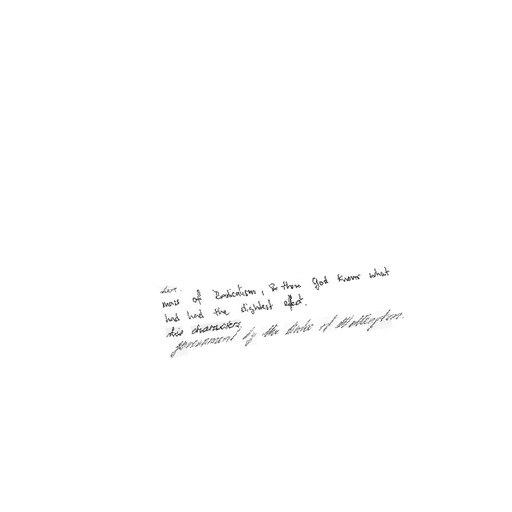 live.
mass of Radicalism, & then God knows what
had had the slightest effect.
his characters.
government by the Duke of Wellington.